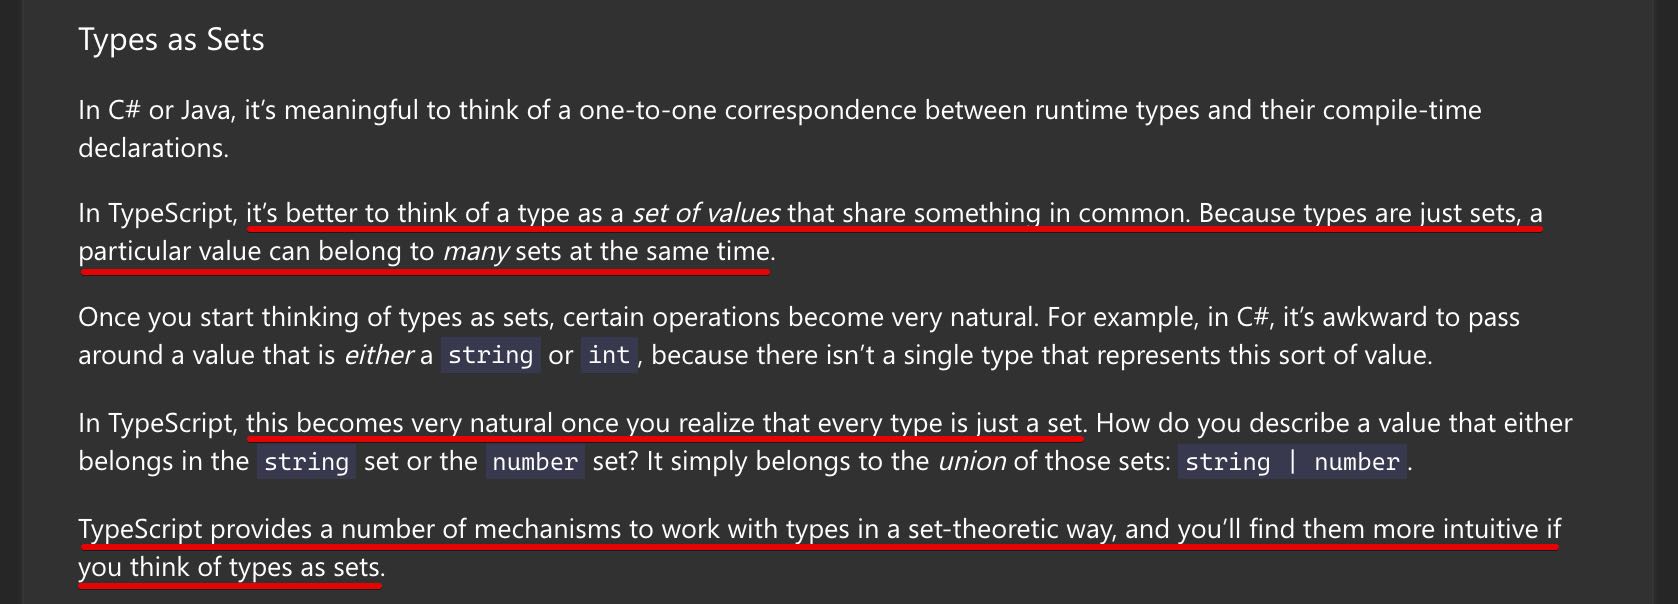 Types as Sets
In C# or Java, it’s meaningful to think of a one-to-one correspondence between runtime types and their compile-time
declarations.
In TypeScript, it’s better to think of a type as a set of values that share something in common. Because types are just sets, a
particular value can belong to many sets at the same time.
Once you start thinking of types as sets, certain operations become very natural. For example, in C#, it’s awkward to pass
around a value that is either a string or int, because there isn’t a single type that represents this sort of value.
In TypeScript, this becomes very natural once you realize that every type is just a set. How do you describe a value that either
belongs in the string set or the number set? It simply belongs to the union of those sets: string | number.
TypeScript provides a number of mechanisms to work with types in a set-theoretic way, and you’ll find them more intuitive if
you think of types as sets.